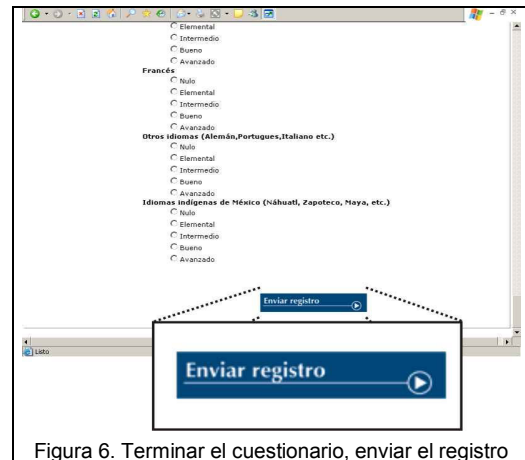 Elemental
Intermedio
Bueno
Avanzado
Francés
Nulo
Elemental
Intermedio
Bueno
Avanzado
Otros idiomas (Alemán,Portugues,Italiano etc.)
Nulo
Elemental
Intermedio
Bueno
Avanzado
Idiomas indígenas de México (Náhuatl, Zapoteco, Maya, etc.)
Nulo
Elemental
Intermedio
Bueno
Avanzado
Enviar registro
Listo
Enviar registro
Figura 6. Terminar el cuestionario, enviar el registro